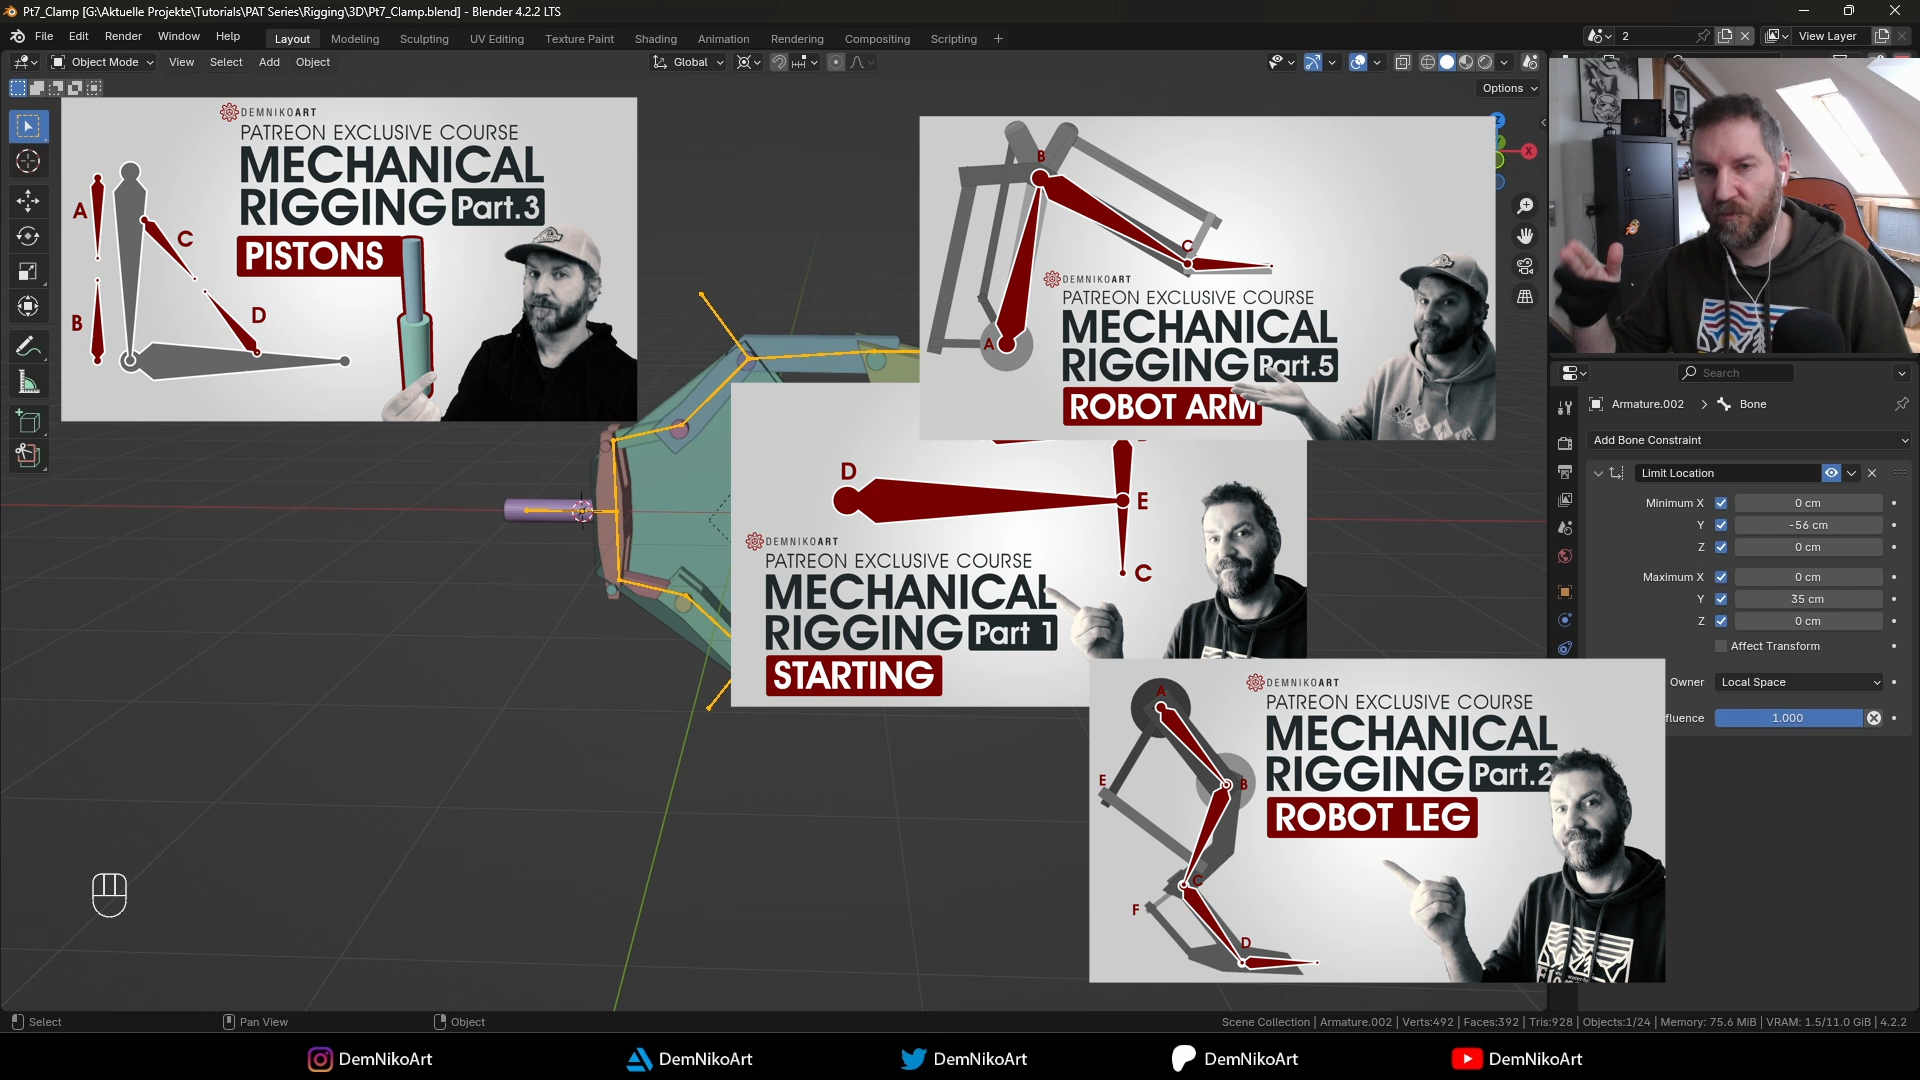 Pt7_Clamp [G:\Aktuelle Projekte\Tutorials\PAT Series\Rigging\3D\Pt7_Clamp.blend] - Blender 4.2.2 LTS
File Edit Render Window Help
Layout Modeling Sculpting UV Editing Texture Paint Shading Animation Rendering Compositing Scripting
2
View Layer
Object Mode View Select Add Object
Global
Options
DEMNIKOART
PATREON EXCLUSIVE COURSE
MECHANICAL
RIGGING Part.3
PISTONS
A
B
C
D
B
C
A
DEMNIKOART
PATREON EXCLUSIVE COURSE
MECHANICAL
RIGGING Part.5
ROBOT ARM
Z
X
D
E
C
DEMNIKOART
PATREON EXCLUSIVE COURSE
MECHANICAL
RIGGING Part 1
STARTING
A
B
E
C
F
D
DEMNIKOART
PATREON EXCLUSIVE COURSE
MECHANICAL
RIGGING Part.2
ROBOT LEG
Search
Armature.002 Bone
Add Bone Constraint
Limit Location
Minimum X 0 cm
Y -56 cm
Z 0 cm
Maximum X 0 cm
Y 35 cm
Z 0 cm
Affect Transform
Owner Local Space
fluence 1.000
Select Pan View Object
Scene Collection | Armature.002 | Verts:492 | Faces:392 | Tris:928 | Objects:1/24 | Memory: 75.6 MiB | VRAM: 1.5/11.0 GiB | 4.2.2
DemNikoArt DemNikoArt DemNikoArt DemNikoArt DemNikoArt